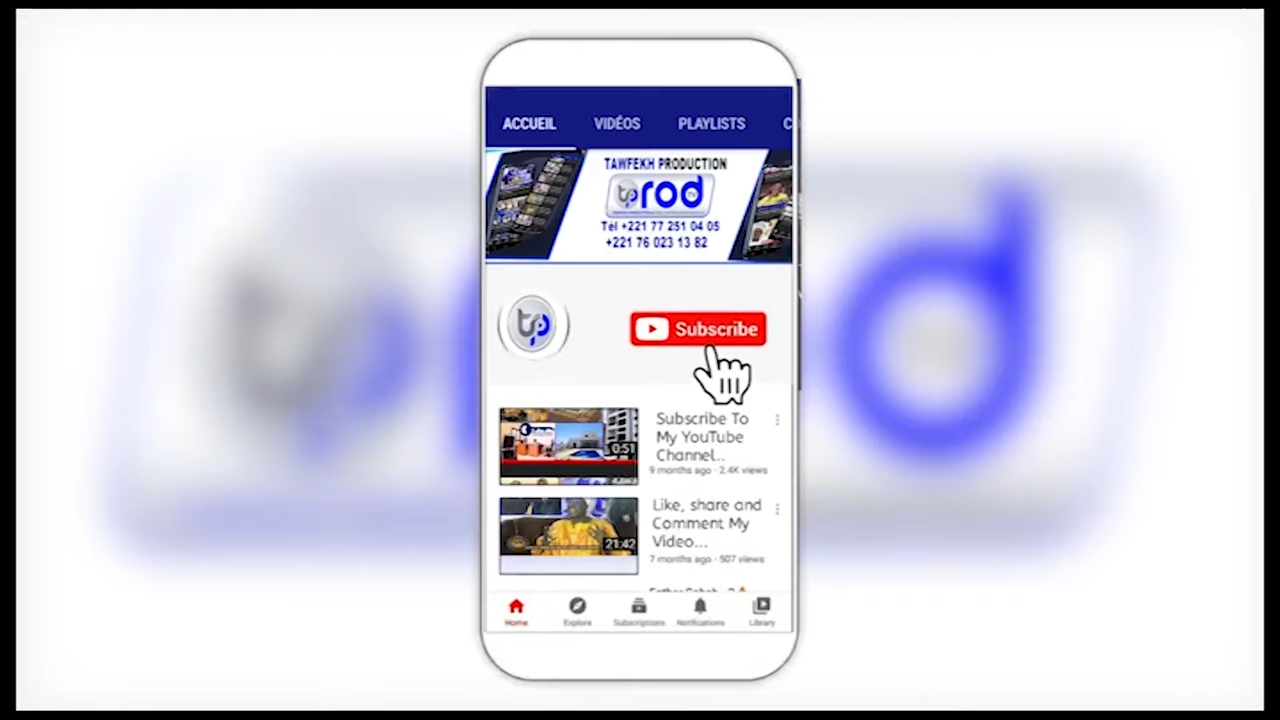 ACCUEIL VIDÉOS PLAYLISTS
TAWFEKH PRODUCTION
tprod
Tél +221 77 251 04 05
+221 76 023 13 82
tp
Subscribe
Subscribe To
My YouTube
Channel..
9 months ago · 2.4K views
0:51
Like, share and
Comment My
Video...
7 months ago · 507 views
21:42
Home Explore Subscriptions Notifications Library